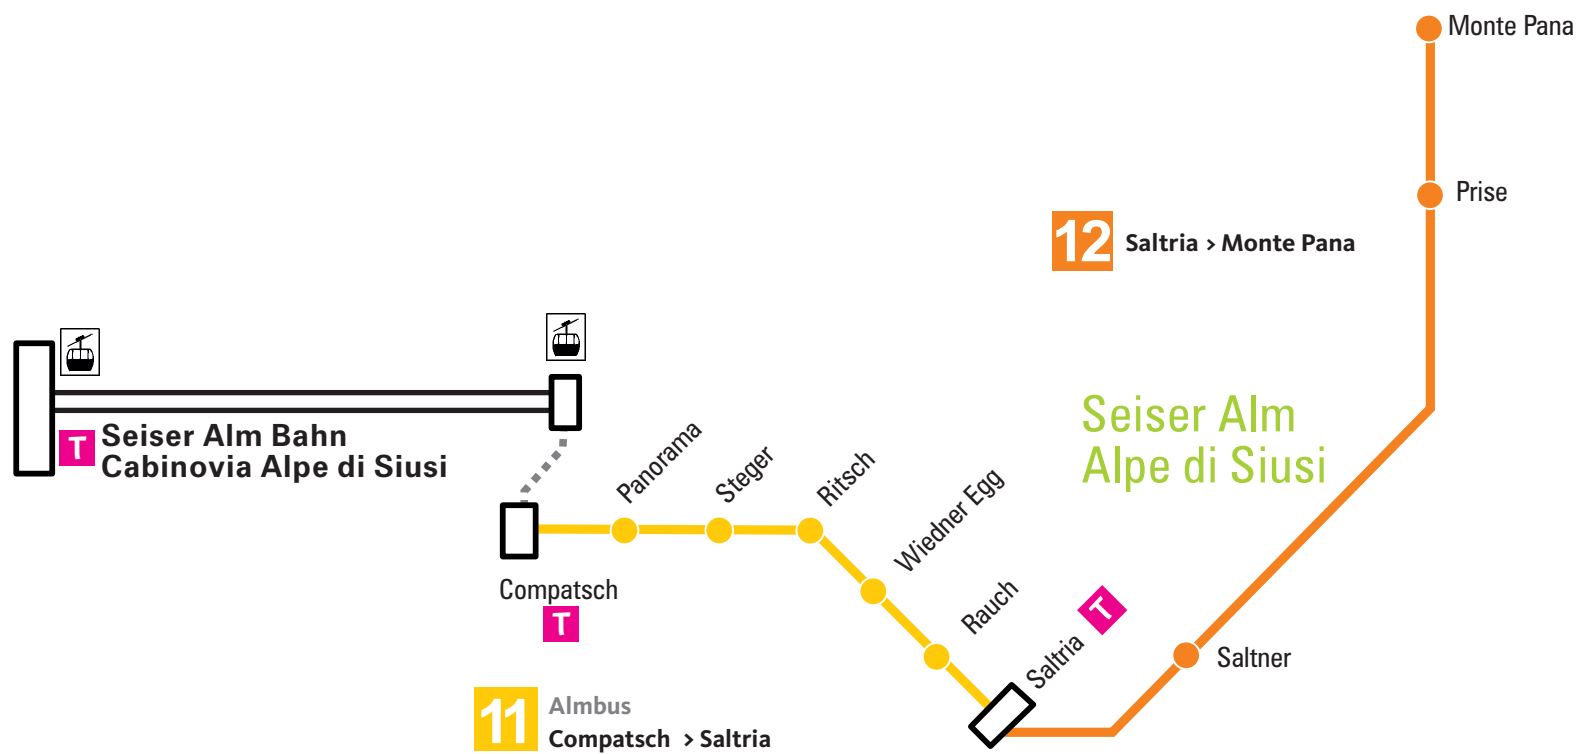 Monte Pana
Prise
12 Saltria > Monte Pana
Seiser Alm
Alpe di Siusi
T Seiser Alm Bahn
Cabinovia Alpe di Siusi
Panorama
Steger
Ritsch
Wiedner Egg
Rauch
Saltria T
Saltner
Compatsch
T
11 Almbus
Compatsch > Saltria